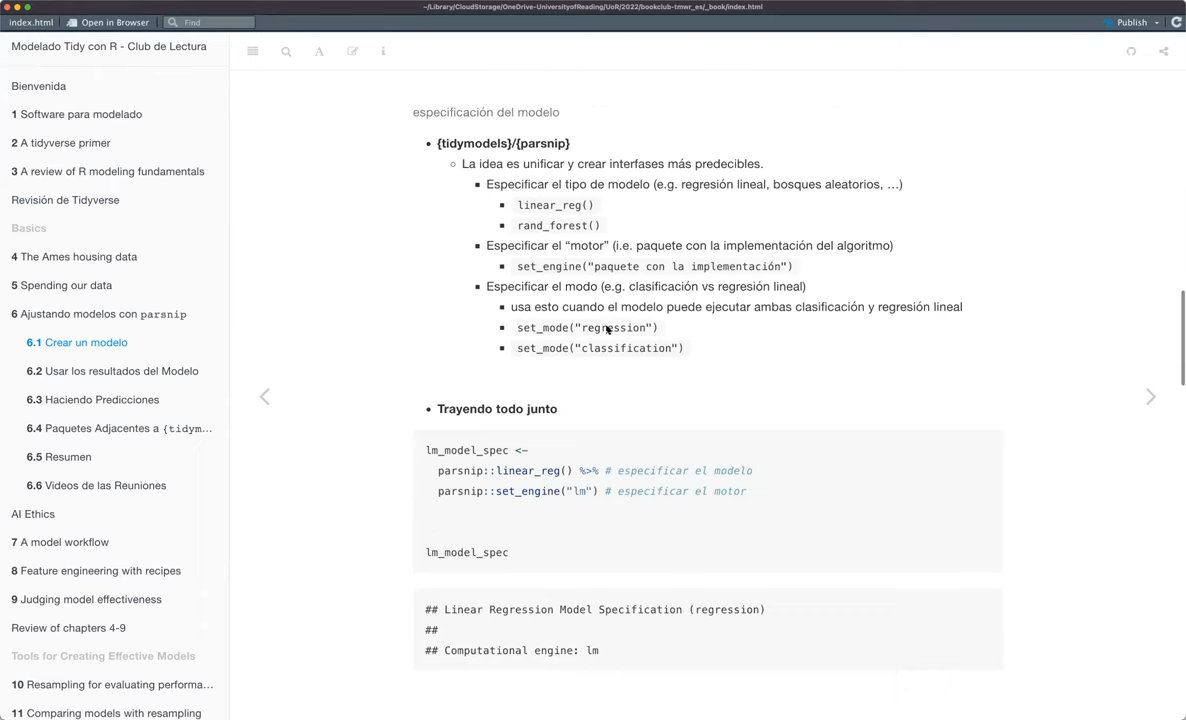 ~/Library/CloudStorage/OneDrive-UniversityofReading/UoR/2022/bookclub-tmwr_es/_book/index.html
index.html
Open in Browser
Find
Publish
Modelado Tidy con R - Club de Lectura
Bienvenida
1 Software para modelado
2 A tidyverse primer
3 A review of R modeling fundamentals
Revisión de Tidyverse
Basics
4 The Ames housing data
5 Spending our data
6 Ajustando modelos con parsnip
6.1 Crear un modelo
6.2 Usar los resultados del Modelo
6.3 Haciendo Predicciones
6.4 Paquetes Adjacentes a {tidym...
6.5 Resumen
6.6 Videos de las Reuniones
AI Ethics
7 A model workflow
8 Feature engineering with recipes
9 Judging model effectiveness
Review of chapters 4-9
Tools for Creating Effective Models
10 Resampling for evaluating performa...
11 Comparing models with resampling
A
i
especificación del modelo
• {tidymodels}/{parsnip}
○ La idea es unificar y crear interfases más predecibles.
▪ Especificar el tipo de modelo (e.g. regresión lineal, bosques aleatorios, …)
▪ linear_reg()
▪ rand_forest()
▪ Especificar el “motor” (i.e. paquete con la implementación del algoritmo)
▪ set_engine("paquete con la implementación")
▪ Especificar el modo (e.g. clasificación vs regresión lineal)
▪ usa esto cuando el modelo puede ejecutar ambas clasificación y regresión lineal
▪ set_mode("regression")
▪ set_mode("classification")
• Trayendo todo junto
lm_model_spec <-
parsnip::linear_reg() %>% # especificar el modelo
parsnip::set_engine("lm") # especificar el motor
lm_model_spec
## Linear Regression Model Specification (regression)
##
## Computational engine: lm